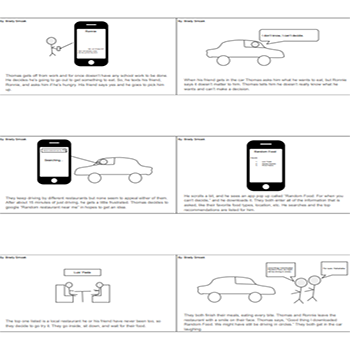 By: Brady Shivok
By: Brady Shivok
Ronnie
I don't know, I can't decide.
Thomas gets off from work and for once doesn't have any school work to be done.
He decides he's going to go out to get something to eat. So, he texts his friend,
Ronnie, and asks him if he's hungry. His friend says yes and he goes to pick him
up.
When his friend gets in the car Thomas asks him what he wants to eat, but Ronnie
says it doesn't matter to him. Thomas tells him he doesn't really know what he
wants and can't make a decision.
By: Brady Shivok
By: Brady Shivok
Searching...
Random Food
They keep driving by different restaurants but none seem to appeal either of them.
After about 15 minutes of just driving, he gets a little frustrated. Thomas decides to
google "Random restaurant near me" in hopes to get an idea.
He scrolls a bit, and he sees an app pop up called "Random Food. For when you
can't decide." and he downloads it. They both enter all of the information that is
asked, like their favorite food types, location, etc. He searches and the top
recommendations are listed for him.
By: Brady Shivok
By: Brady Shivok
The top one listed is a local restaurant he or his friend have never been too, so
they decide to go try it. They go inside, sit down, and wait for their food.
They both finish their meals, eating every bite. Thomas and Ronnie leave the
restaurant with a smile on their face. Thomas says, "Good thing I downloaded
Random Food. We might have still be driving in circles." They both get in the car
laughing.